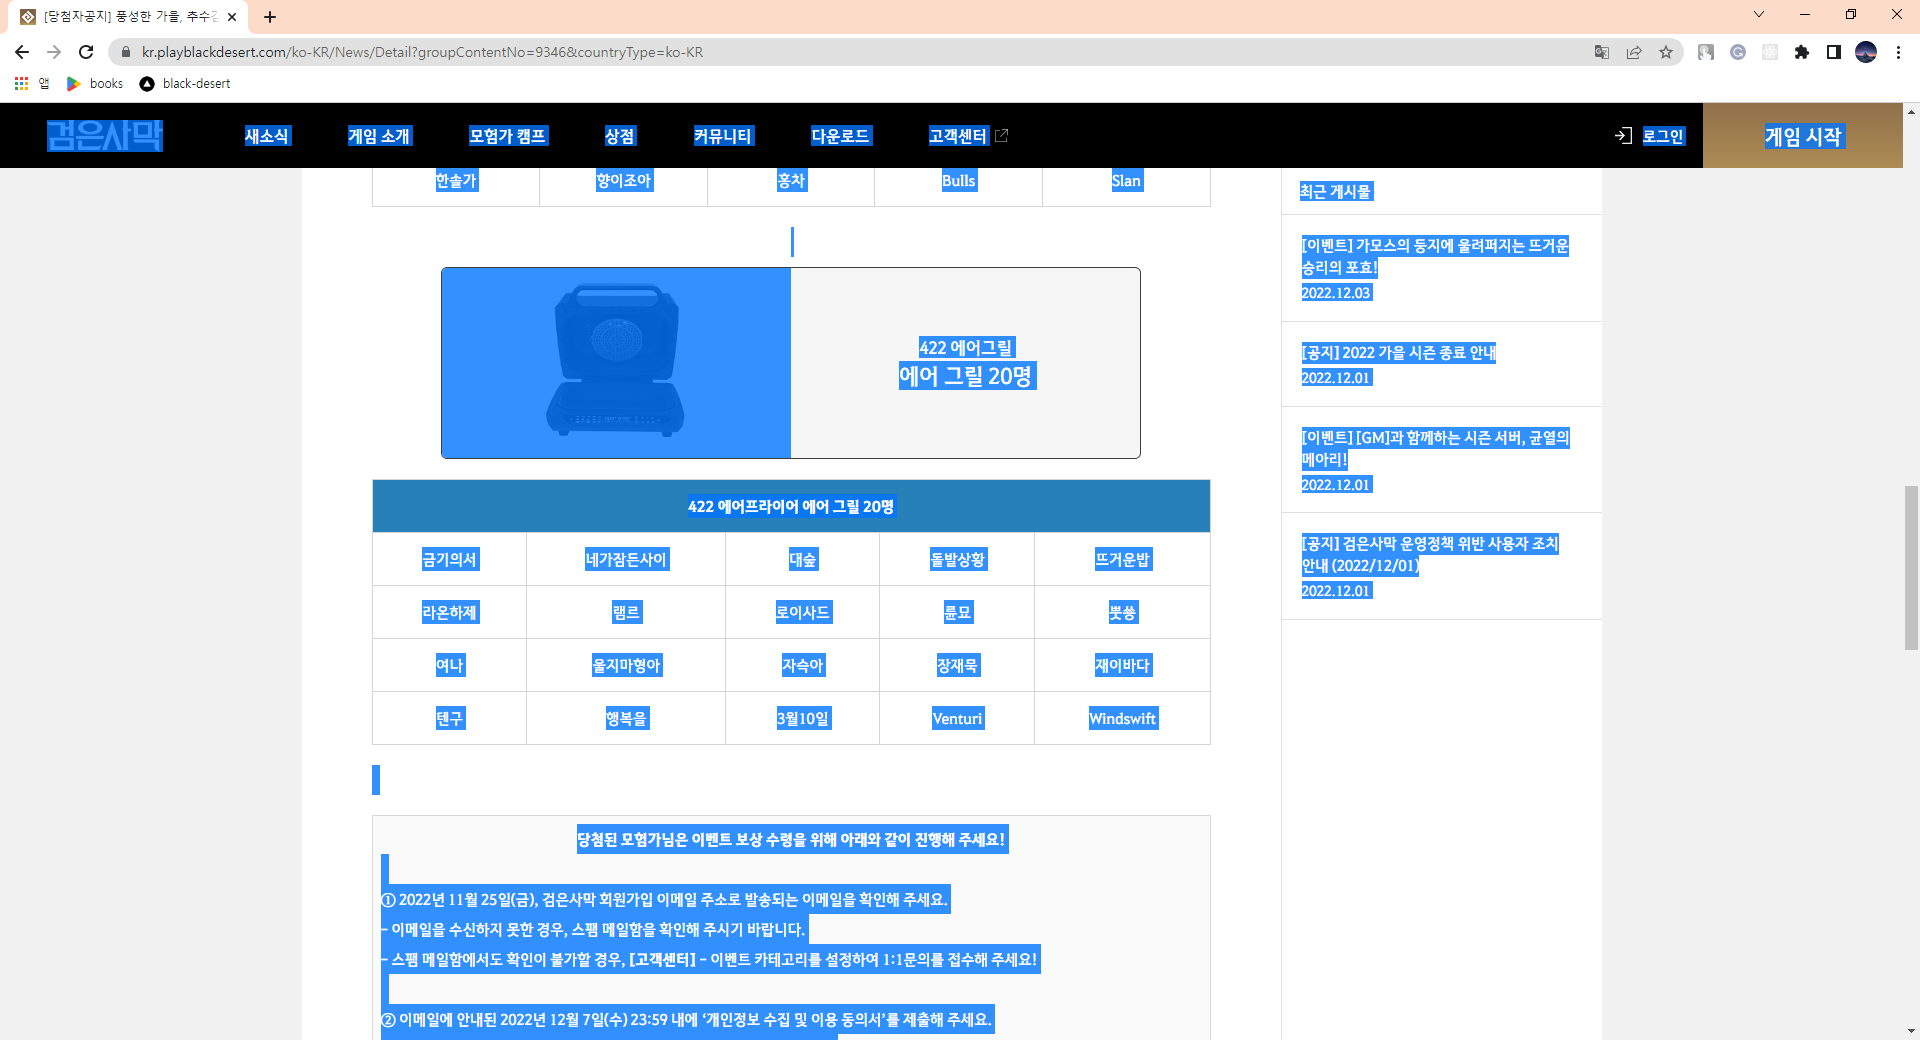 [당첨자공지] 풍성한 가을, 추수감
kr.playblackdesert.com/ko-KR/News/Detail?groupContentNo=9346&countryType=ko-KR
앱 books black-desert
검은사막 새소식 게임 소개 모험가 캠프 상점 커뮤니티 다운로드 고객센터 로그인 게임 시작
한솔가 향이조아 홍차 Bulls Slan
422 에어그릴
에어 그릴 20명
422 에어프라이어 에어 그릴 20명
금기의서 네가잠든사이 대숲 돌발상황 뜨거운밥
라온하제 램르 로이사드 륜묘 뿟쏭
여나 울지마형아 자슥아 장재묵 재이바다
텐구 행복을 3월10일 Venturi Windswift
당첨된 모험가님은 이벤트 보상 수령을 위해 아래와 같이 진행해 주세요!
① 2022년 11월 25일(금), 검은사막 회원가입 이메일 주소로 발송되는 이메일을 확인해 주세요.
- 이메일을 수신하지 못한 경우, 스팸 메일함을 확인해 주시기 바랍니다.
- 스팸 메일함에서도 확인이 불가할 경우, [고객센터] - 이벤트 카테고리를 설정하여 1:1문의를 접수해 주세요!
② 이메일에 안내된 2022년 12월 7일(수) 23:59 내에 ‘개인정보 수집 및 이용 동의서’를 제출해 주세요.
최근 게시물
[이벤트] 가모스의 둥지에 울려퍼지는 뜨거운
승리의 포효!
2022.12.03
[공지] 2022 가을 시즌 종료 안내
2022.12.01
[이벤트] [GM]과 함께하는 시즌 서버, 균열의
메아리!
2022.12.01
[공지] 검은사막 운영정책 위반 사용자 조치
안내 (2022/12/01)
2022.12.01